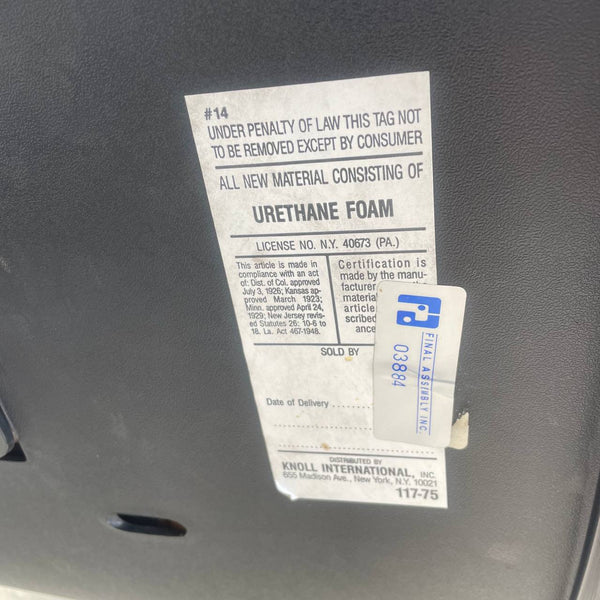 #14
UNDER PENALTY OF LAW THIS TAG NOT
TO BE REMOVED EXCEPT BY CONSUMER
ALL NEW MATERIAL CONSISTING OF
URETHANE FOAM
LICENSE NO. N.Y. 40673 (PA.)
This article is made in
compliance with an act
of: Dist. of Col. approved
July 3, 1926; Kansas ap-
proved March 1923;
Minn. approved April 24,
1929; New Jersey revis-
ed Statutes 26: 10-6 to
18. La. Act 467-1948.
Certification is
made by the manu-
facturer
material
article
scribed
ance
SOLD BY
Date of Delivery
DISTRIBUTED BY
KNOLL INTERNATIONAL, INC.
655 Madison Ave., New York, N.Y. 10021
117-75
FINAL ASSEMBLY INC.
03884